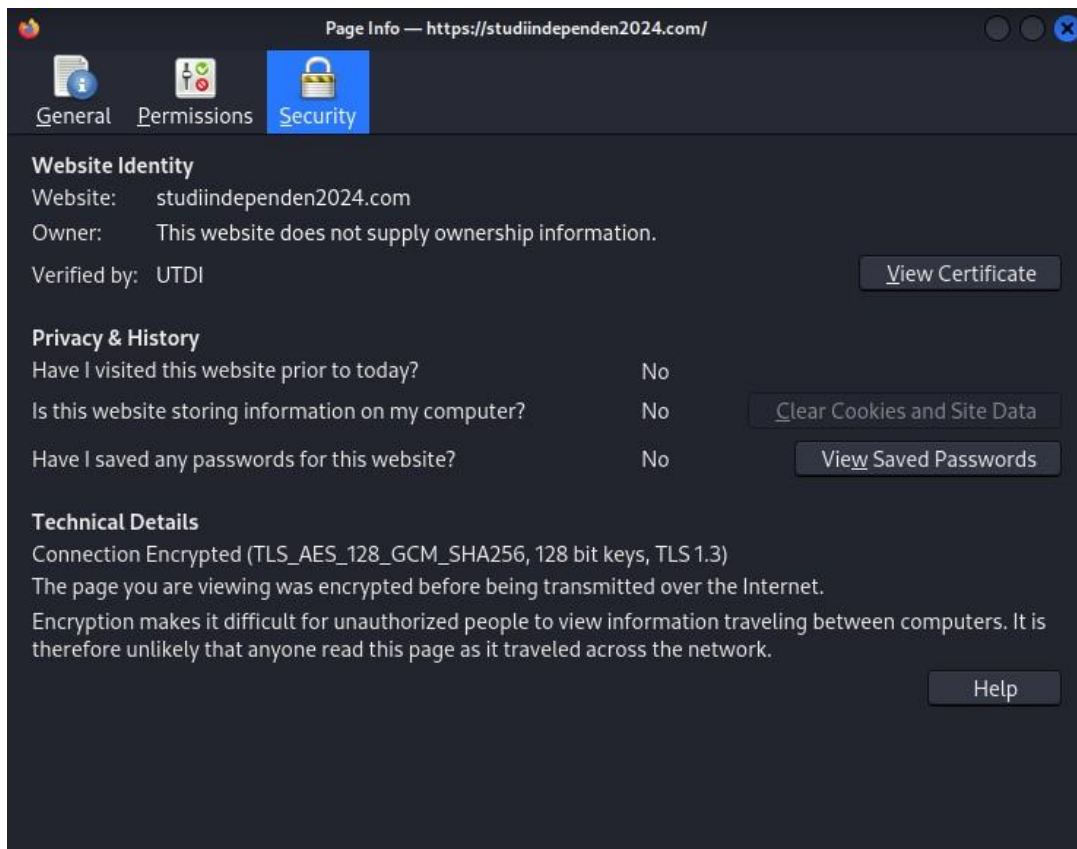 Page Info — https://studiindependen2024.com/
General Permissions Security
Website Identity
Website: studiindependen2024.com
Owner: This website does not supply ownership information.
Verified by: UTDI View Certificate
Privacy & History
Have I visited this website prior to today? No
Is this website storing information on my computer? No Clear Cookies and Site Data
Have I saved any passwords for this website? No View Saved Passwords
Technical Details
Connection Encrypted (TLS_AES_128_GCM_SHA256, 128 bit keys, TLS 1.3)
The page you are viewing was encrypted before being transmitted over the Internet.
Encryption makes it difficult for unauthorized people to view information traveling between computers. It is
therefore unlikely that anyone read this page as it traveled across the network.
Help